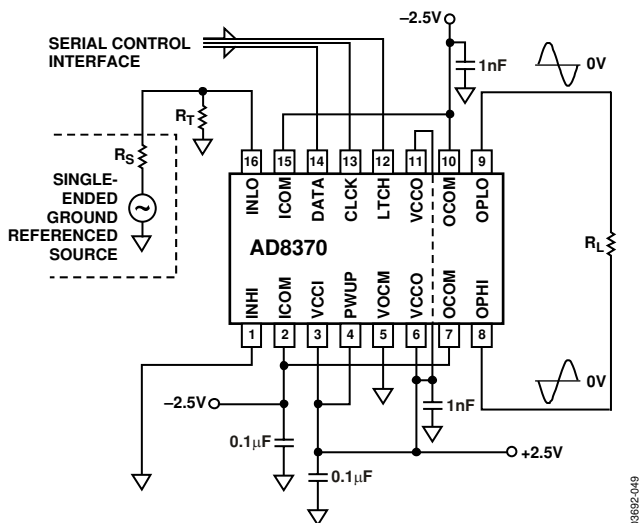 –2.5V
SERIAL CONTROL
INTERFACE
1nF
0V
RT
RS
16 15 14 13 12 11 10 9
INLO ICOM DATA CLCK LTCH VCCO OCOM OPLO
SINGLE-
ENDED
GROUND
REFERENCED
SOURCE
AD8370
RL
INHI ICOM VCCI PWUP VOCM VCCO OCOM OPHI
1 2 3 4 5 6 7 8
0V
–2.5V
1nF
0.1µF
+2.5V
0.1µF
03692-049